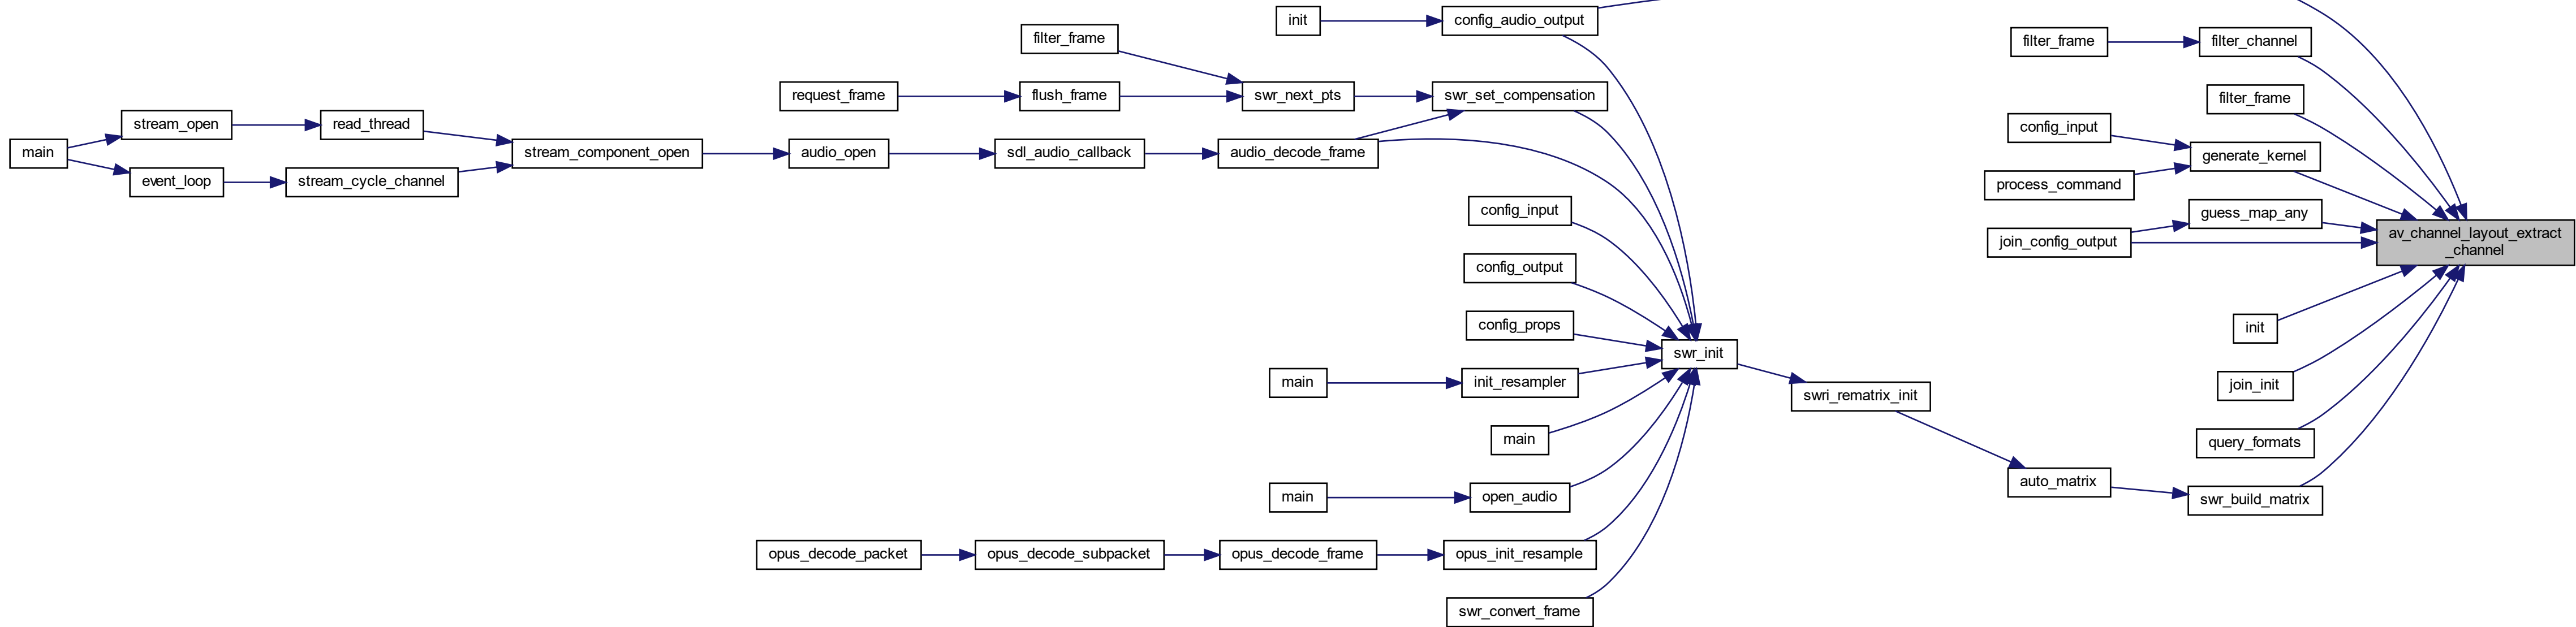 init
config_audio_output
filter_frame
filter_frame
filter_channel
request_frame
flush_frame
swr_next_pts
swr_set_compensation
filter_frame
main
stream_open
read_thread
config_input
generate_kernel
event_loop
stream_cycle_channel
stream_component_open
audio_open
sdl_audio_callback
audio_decode_frame
process_command
config_input
guess_map_any
join_config_output
av_channel_layout_extract
_channel
config_output
config_props
init
swr_init
main
init_resampler
swri_rematrix_init
join_init
main
query_formats
main
open_audio
auto_matrix
swr_build_matrix
opus_decode_packet
opus_decode_subpacket
opus_decode_frame
opus_init_resample
swr_convert_frame